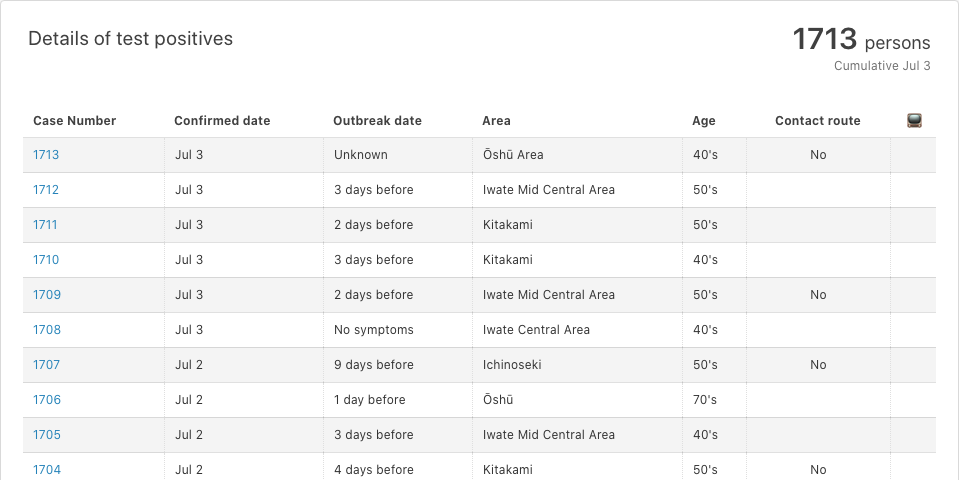 Details of test positives
1713 persons
Cumulative Jul 3
Case Number Confirmed date Outbreak date Area Age Contact route
1713 Jul 3 Unknown Ōshū Area 40's No
1712 Jul 3 3 days before Iwate Mid Central Area 50's
1711 Jul 3 2 days before Kitakami 50's
1710 Jul 3 3 days before Kitakami 40's
1709 Jul 3 2 days before Iwate Mid Central Area 50's No
1708 Jul 3 No symptoms Iwate Central Area 40's
1707 Jul 2 9 days before Ichinoseki 50's No
1706 Jul 2 1 day before Ōshū 70's
1705 Jul 2 3 days before Iwate Mid Central Area 40's
1704 Jul 2 4 days before Kitakami 50's No